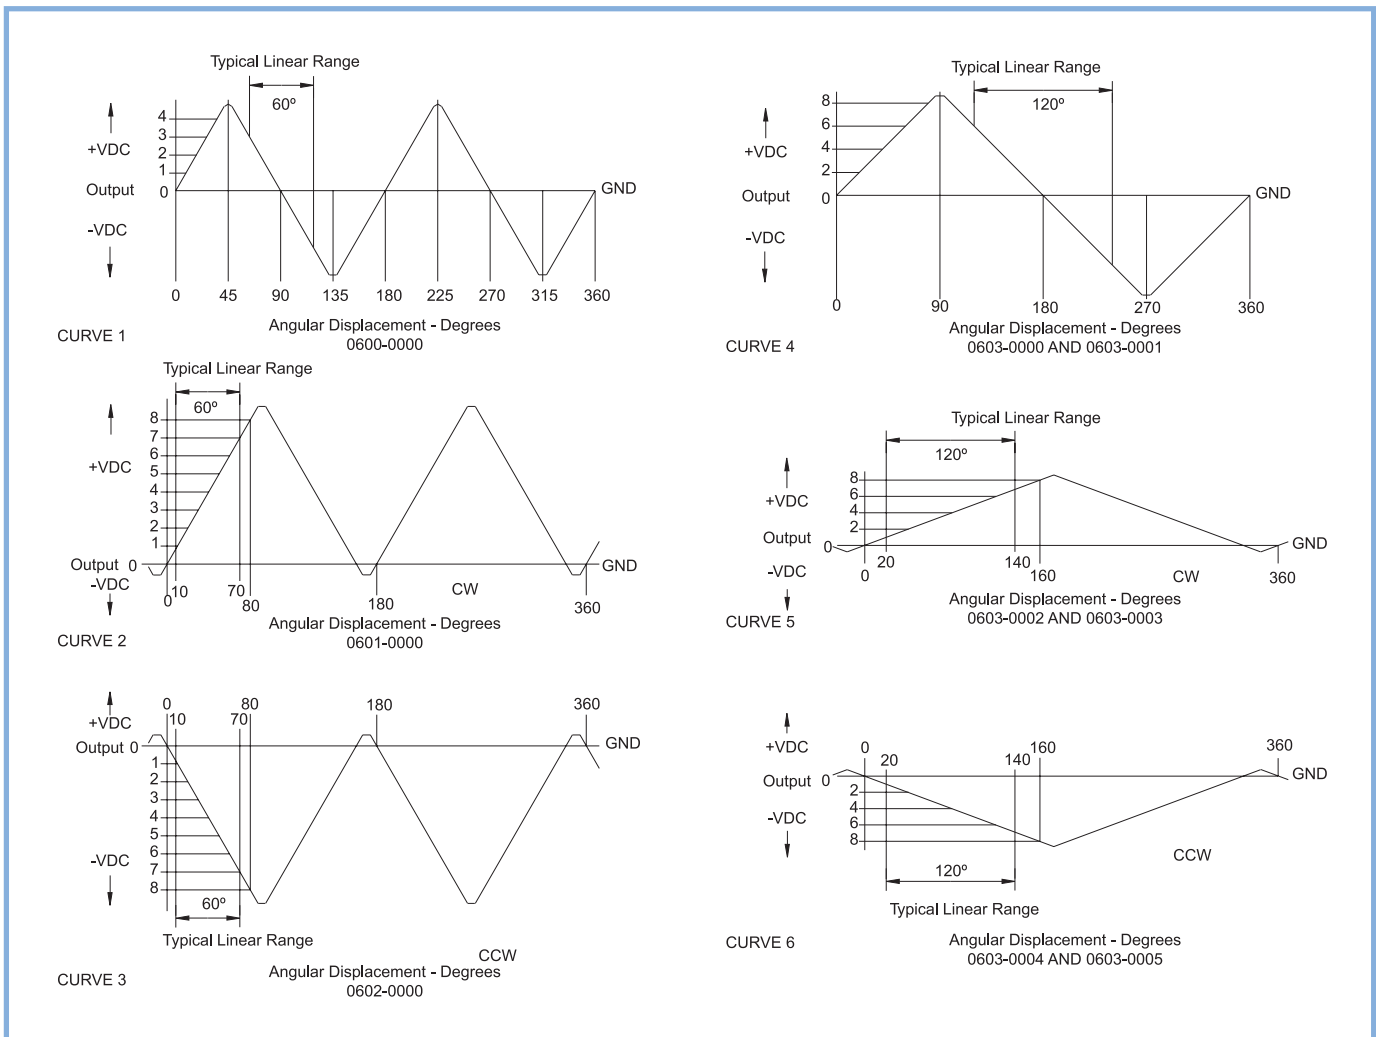 Typical Linear Range
60º
4
3
2
1
0
+VDC
Output
-VDC
GND
0 45 90 135 180 225 270 315 360
Angular Displacement - Degrees
0600-0000
CURVE 1
Typical Linear Range
60º
8
7
6
5
4
3
2
1
+VDC
Output 0
-VDC
GND
0 10 70 80 180 360
CW
Angular Displacement - Degrees
0601-0000
CURVE 2
0 10 70 80 180 360
+VDC
Output 0
GND
1
2
3
4
5
6
7
8
-VDC
60º
Typical Linear Range
CCW
Angular Displacement - Degrees
0602-0000
CURVE 3
Typical Linear Range
120º
8
6
4
2
0
+VDC
Output
-VDC
GND
0 90 180 270 360
Angular Displacement - Degrees
0603-0000 AND 0603-0001
CURVE 4
Typical Linear Range
120º
8
6
4
2
0
+VDC
Output
-VDC
GND
0 20 140 160 360
CW
Angular Displacement - Degrees
0603-0002 AND 0603-0003
CURVE 5
+VDC
0 20 140 160 360
Output 0
GND
2
4
6
8
-VDC
CCW
120º
Typical Linear Range
Angular Displacement - Degrees
0603-0004 AND 0603-0005
CURVE 6